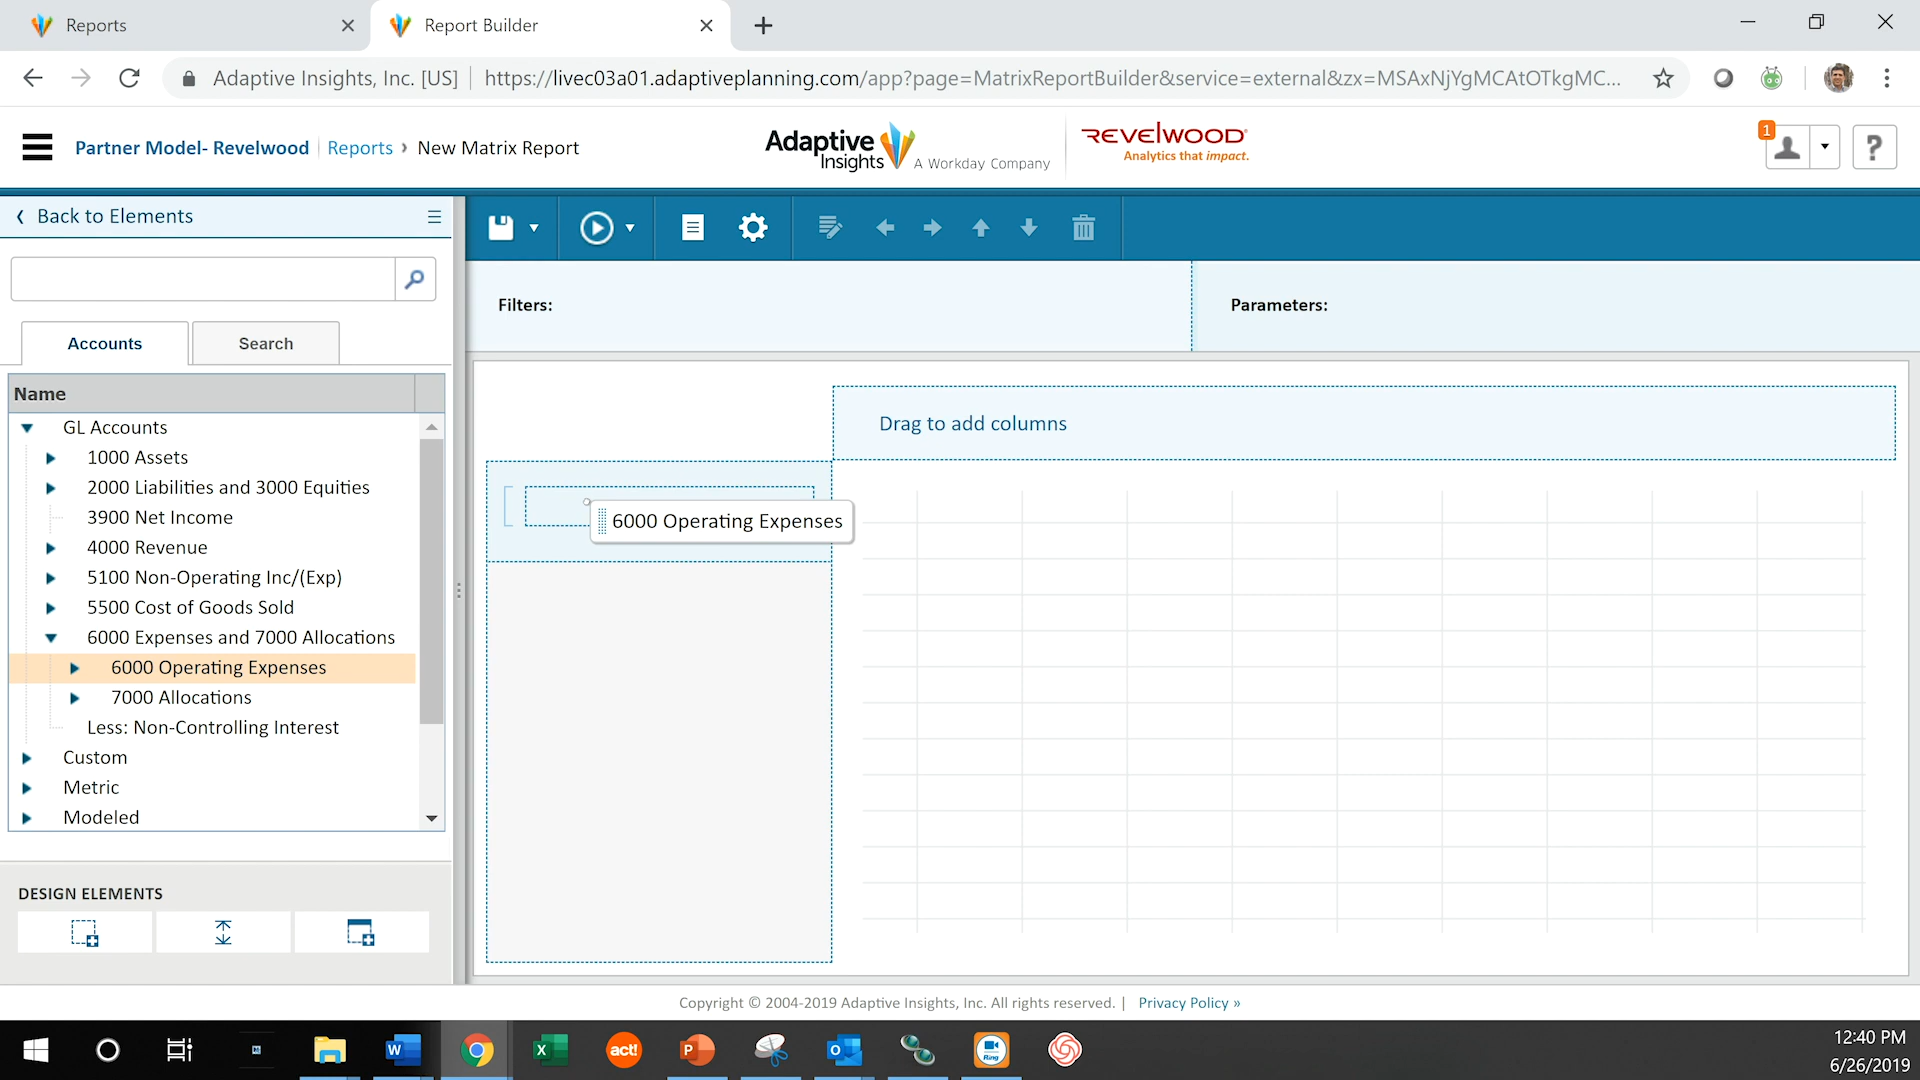 Reports
Report Builder
Adaptive Insights, Inc. [US]
https://livec03a01.adaptiveplanning.com/app?page=MatrixReportBuilder&service=external&zx=MSAxNjYgMCAtOTkgMC...
Partner Model- Revelwood
Reports › New Matrix Report
Adaptive Insights
A Workday Company
REVELWOOD
Analytics that impact.
1
?
Back to Elements
Filters:
Parameters:
Accounts
Search
Name
GL Accounts
1000 Assets
2000 Liabilities and 3000 Equities
3900 Net Income
4000 Revenue
5100 Non-Operating Inc/(Exp)
5500 Cost of Goods Sold
6000 Expenses and 7000 Allocations
6000 Operating Expenses
7000 Allocations
Less: Non-Controlling Interest
Custom
Metric
Modeled
Drag to add columns
6000 Operating Expenses
DESIGN ELEMENTS
Copyright © 2004-2019 Adaptive Insights, Inc. All rights reserved. | Privacy Policy »
act!
Ring
12:40 PM
6/26/2019